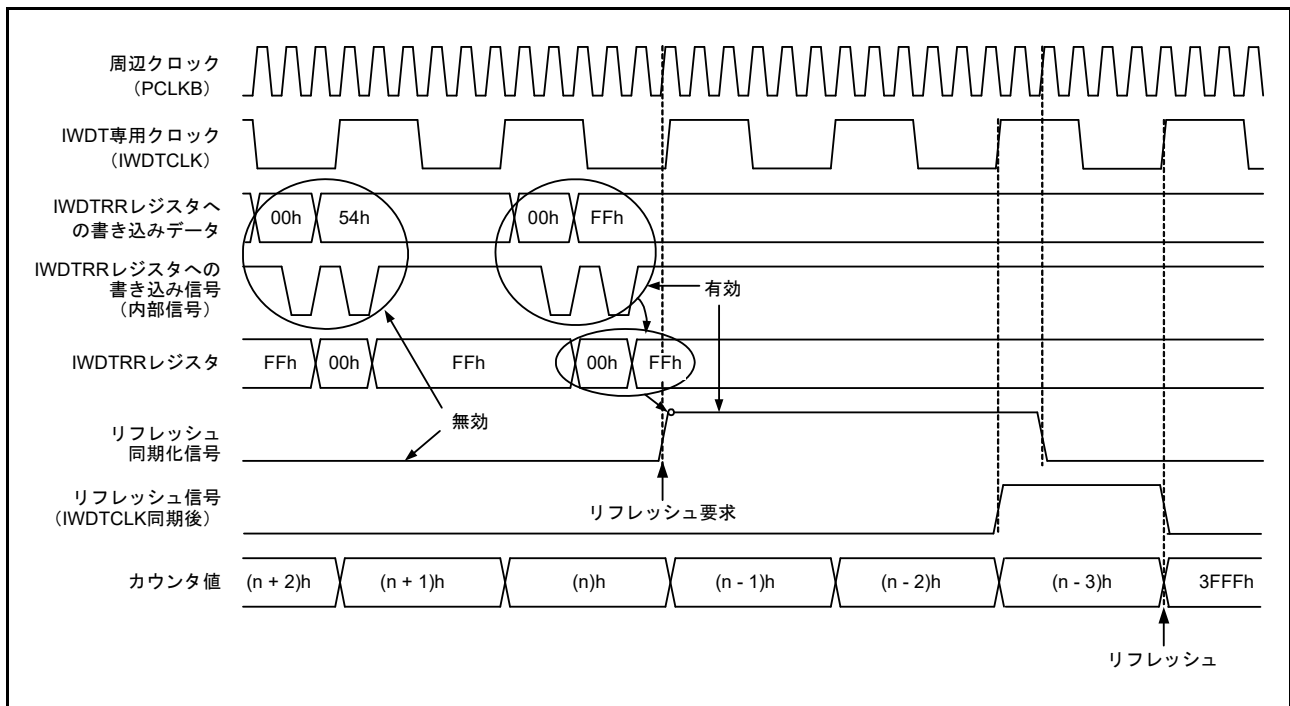 周辺クロック
（PCLKB）
IWDT専用クロック
（IWDTCLK）
IWDTRRレジスタへ
の書き込みデータ
00h
54h
00h
FFh
IWDTRRレジスタへの
書き込み信号
（内部信号）
有効
IWDTRRレジスタ
FFh
00h
FFh
00h
FFh
無効
リフレッシュ
同期化信号
リフレッシュ要求
リフレッシュ信号
（IWDTCLK同期後）
カウンタ値
(n + 2)h
(n + 1)h
(n)h
(n - 1)h
(n - 2)h
(n - 3)h
3FFFh
リフレッシュ